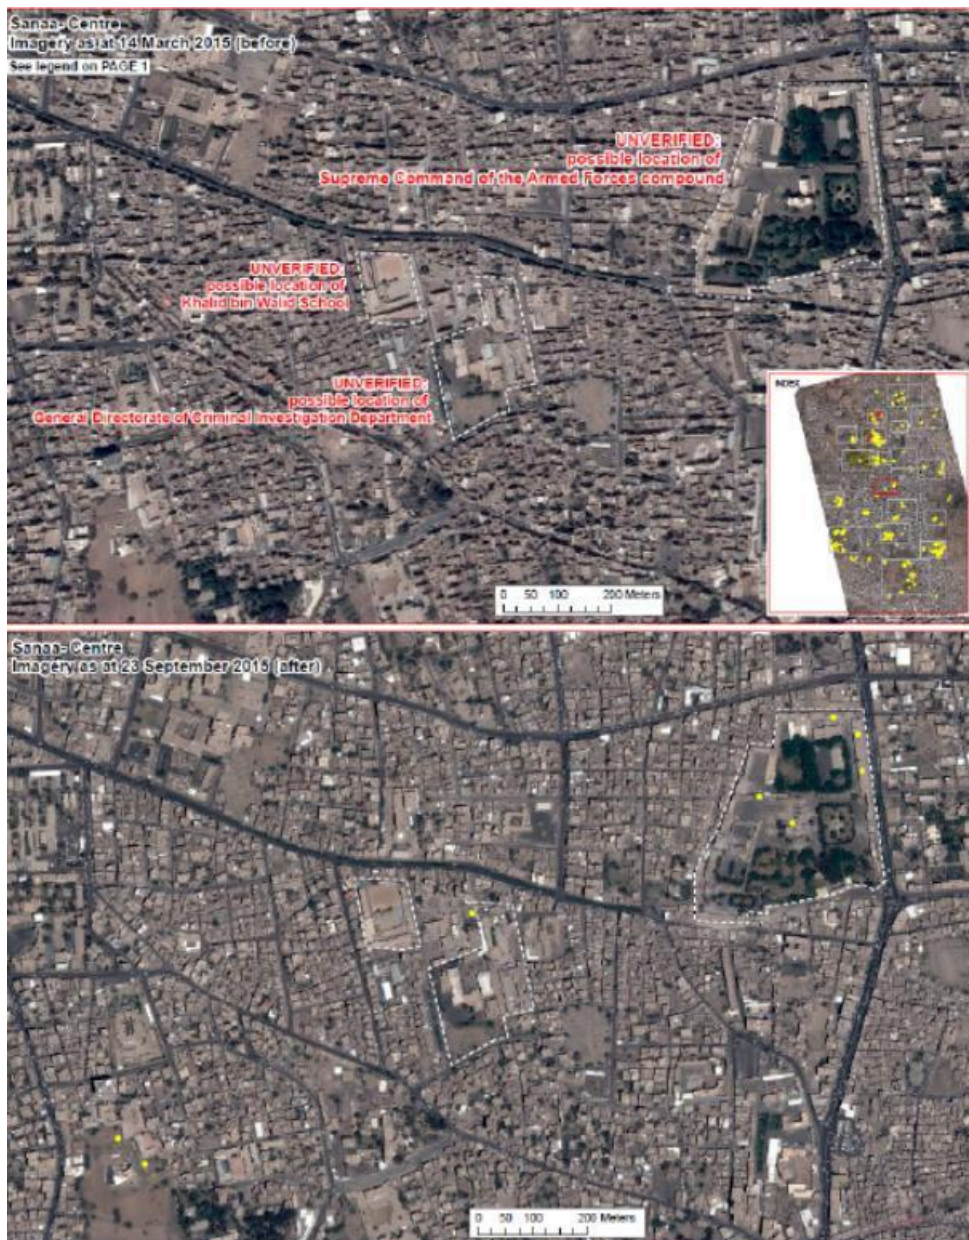 Sanaa- Centre
Imagery as at 14 March 2015 (before)
See legend on PAGE 1
UNVERIFIED:
possible location of
Supreme Command of the Armed Forces compound
UNVERIFIED:
possible location of
Khalid bin Walid School
UNVERIFIED:
possible location of
General Directorate of Criminal Investigation Department
INDEX
0 50 100 200 Meters
Sanaa- Centre
Imagery as at 23 September 2015 (after)
0 50 100 200 Meters